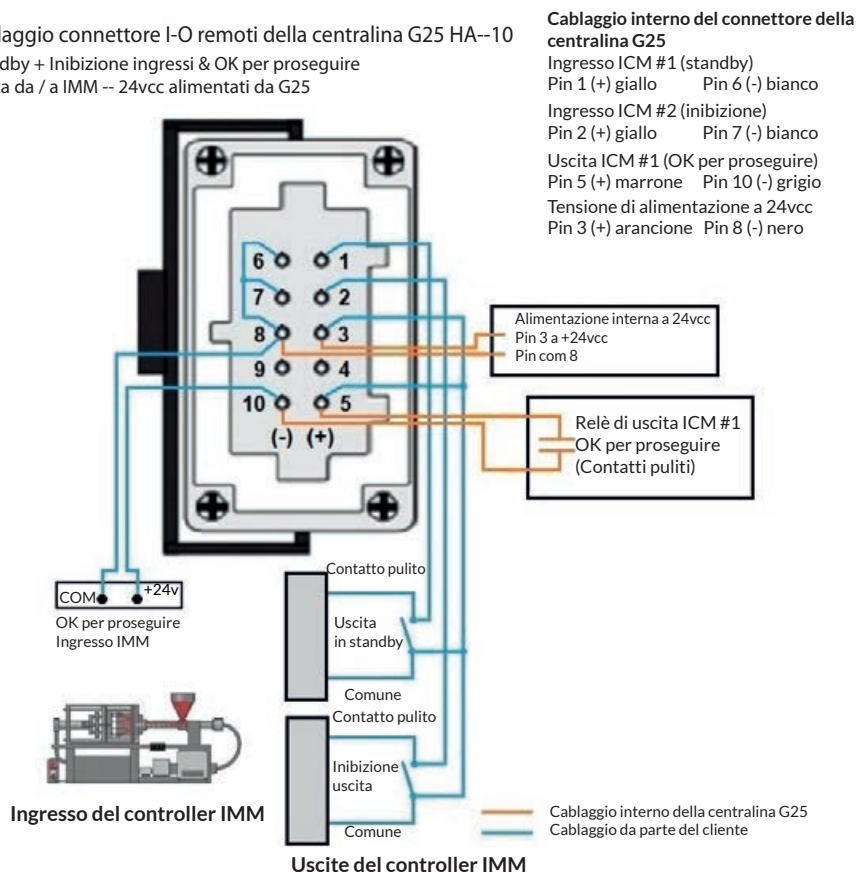 laggio connettore I-O remoti della centralina G25 HA--10
dby + Inibizione ingressi & OK per proseguire
a da / a IMM -- 24vcc alimentati da G25
Cablaggio interno del connettore della
centralina G25
Ingresso ICM #1 (standby)
Pin 1 (+) giallo Pin 6 (-) bianco
Ingresso ICM #2 (inibizione)
Pin 2 (+) giallo Pin 7 (-) bianco
Uscita ICM #1 (OK per proseguire)
Pin 5 (+) marrone Pin 10 (-) grigio
Tensione di alimentazione a 24vcc
Pin 3 (+) arancione Pin 8 (-) nero
6 1
7 2
8 3
9 4
10 5
(-) (+)
Alimentazione interna a 24vcc
Pin 3 a +24vcc
Pin com 8
Relè di uscita ICM #1
OK per proseguire
(Contatti puliti)
COM +24v
OK per proseguire
Ingresso IMM
Contatto pulito
Uscita
in standby
Comune
Contatto pulito
Inibizione
uscita
Comune
Ingresso del controller IMM
Uscite del controller IMM
Cablaggio interno della centralina G25
Cablaggio da parte del cliente